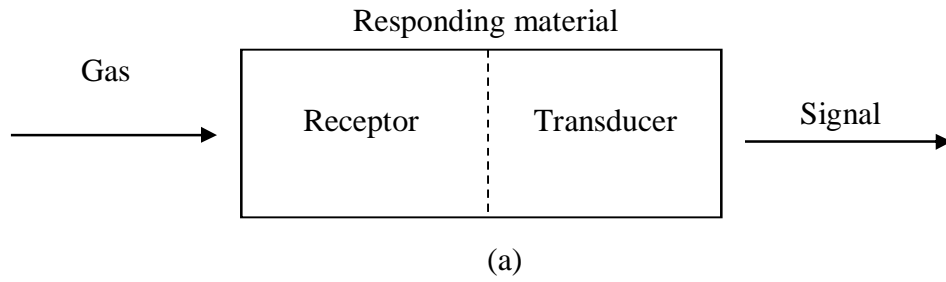 Responding material
Gas
Receptor
Transducer
Signal
(a)